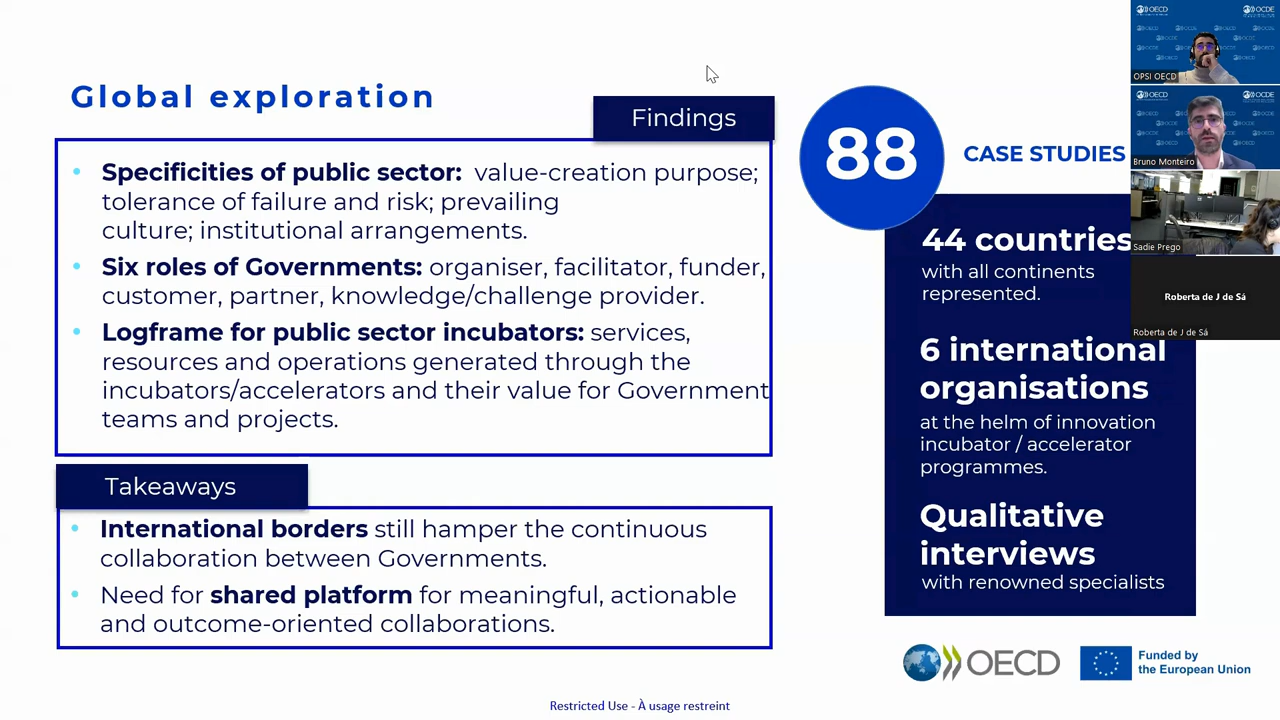 Global exploration
Findings
Specificities of public sector: value-creation purpose;
tolerance of failure and risk; prevailing
culture; institutional arrangements.
Six roles of Governments: organiser, facilitator, funder,
customer, partner, knowledge/challenge provider.
Logframe for public sector incubators: services,
resources and operations generated through the
incubators/accelerators and their value for Government
teams and projects.
Takeaways
International borders still hamper the continuous
collaboration between Governments.
Need for shared platform for meaningful, actionable
and outcome-oriented collaborations.
88
CASE STUDIES
44 countries
with all continents
represented.
6 international
organisations
at the helm of innovation
incubator / accelerator
programmes.
Qualitative
interviews
with renowned specialists
OECD
Funded by
the European Union
Restricted Use - À usage restreint
OECD
OCDE
OPSI OECD
OECD
OCDE
Bruno Monteiro
Sadie Prego
Roberta de J de Sá
Roberta de J de Sá